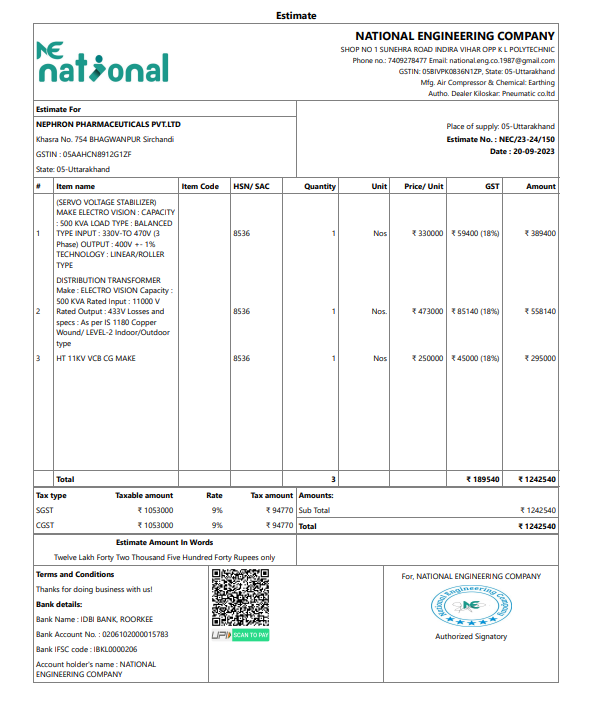 Estimate
NE
national
NATIONAL ENGINEERING COMPANY
SHOP NO 1 SUNEHRA ROAD INDIRA VIHAR OPP K L POLYTECHNIC
Phone no.: 7409278477 Email: national.eng.co.1987@gmail.com
GSTIN: 05BIVPK0836N1ZP, State: 05-Uttarakhand
Mfg. Air Compressor & Chemical: Earthing
Autho. Dealer Kiloskar: Pneumatic co.ltd
Estimate For
NEPHRON PHARMACEUTICALS PVT.LTD
Khasra No. 754 BHAGWANPUR Sirchandi
GSTIN : 05AAHCN8912G1ZF
State: 05-Uttarakhand
Place of supply: 05-Uttarakhand
Estimate No. : NEC/23-24/150
Date : 20-09-2023
# Item name Item Code HSN/ SAC Quantity Unit Price/ Unit GST Amount
(SERVO VOLTAGE STABILIZER)
MAKE ELECTRO VISION : CAPACITY
: 500 KVA LOAD TYPE : BALANCED
1 TYPE INPUT : 330V-TO 470V (3 8536 1 Nos ₹ 330000 ₹ 59400 (18%) ₹ 389400
Phase) OUTPUT : 400V +- 1%
TECHNOLOGY : LINEAR/ROLLER
TYPE
DISTRIBUTION TRANSFORMER
Make : ELECTRO VISION Capacity :
500 KVA Rated Input : 11000 V
2 Rated Output : 433V Losses and 8536 1 Nos. ₹ 473000 ₹ 85140 (18%) ₹ 558140
specs : As per IS 1180 Copper
Wound/ LEVEL-2 Indoor/Outdoor
type
3 HT 11KV VCB CG MAKE 8536 1 Nos ₹ 250000 ₹ 45000 (18%) ₹ 295000
Total 3 ₹ 189540 ₹ 1242540
Tax type Taxable amount Rate Tax amount
SGST ₹ 1053000 9% ₹ 94770
CGST ₹ 1053000 9% ₹ 94770
Amounts:
Sub Total ₹ 1242540
Total ₹ 1242540
Estimate Amount In Words
Twelve Lakh Forty Two Thousand Five Hundred Forty Rupees only
Terms and Conditions
Thanks for doing business with us!
Bank details:
Bank Name : IDBI BANK, ROORKEE
Bank Account No. : 0206102000015783
Bank IFSC code : IBKL0000206
Account holder's name : NATIONAL
ENGINEERING COMPANY
UPI SCAN TO PAY
For, NATIONAL ENGINEERING COMPANY
National Engineering Company
NE
Authorized Signatory